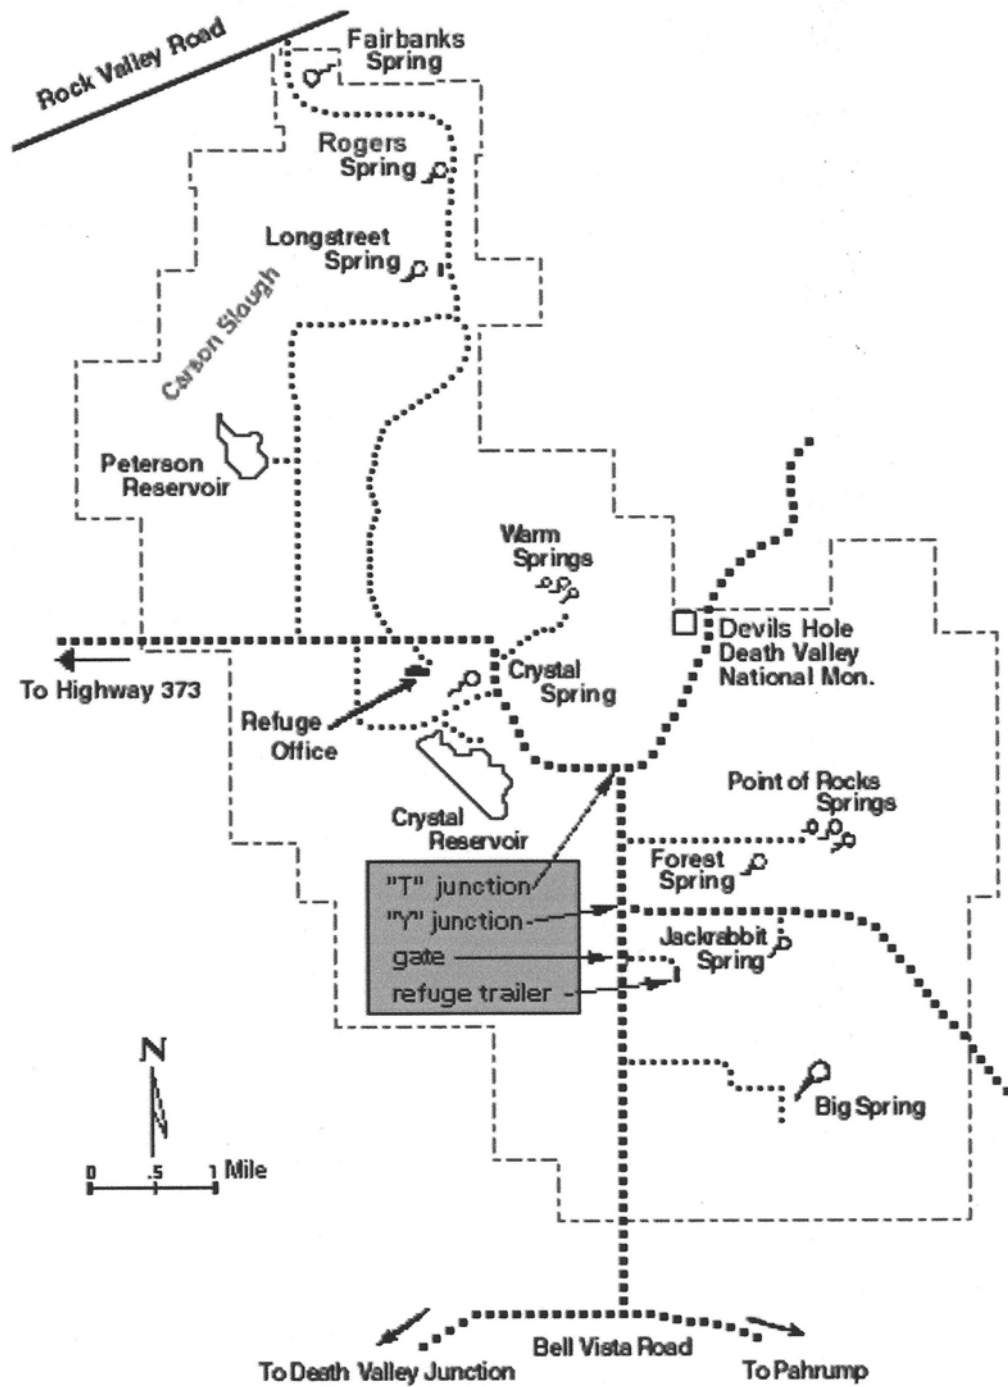 Rock Valley Road
Fairbanks
Spring
Rogers
Spring
Longstreet
Spring
Carson Slough
Peterson
Reservoir
Warm
Springs
Devils Hole
Death Valley
National Mon.
To Highway 373
Crystal
Spring
Refuge
Office
Point of Rocks
Springs
Crystal
Reservoir
Forest
Spring
"T" junction
"Y" junction
gate
refuge trailer
Jackrabbit
Spring
N
0 .5 1 Mile
Big Spring
Bell Vista Road
To Death Valley Junction
To Pahrump